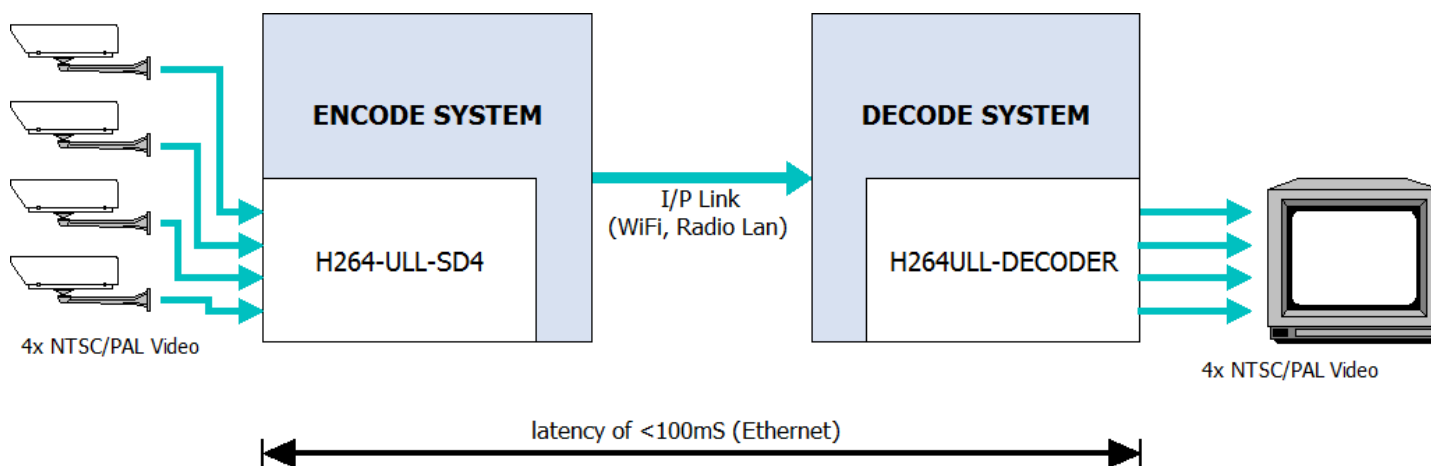 ENCODE SYSTEM
DECODE SYSTEM
I/P Link
(WiFi, Radio Lan)
H264-ULL-SD4
H264ULL-DECODER
4x NTSC/PAL Video
4x NTSC/PAL Video
latency of <100mS (Ethernet)